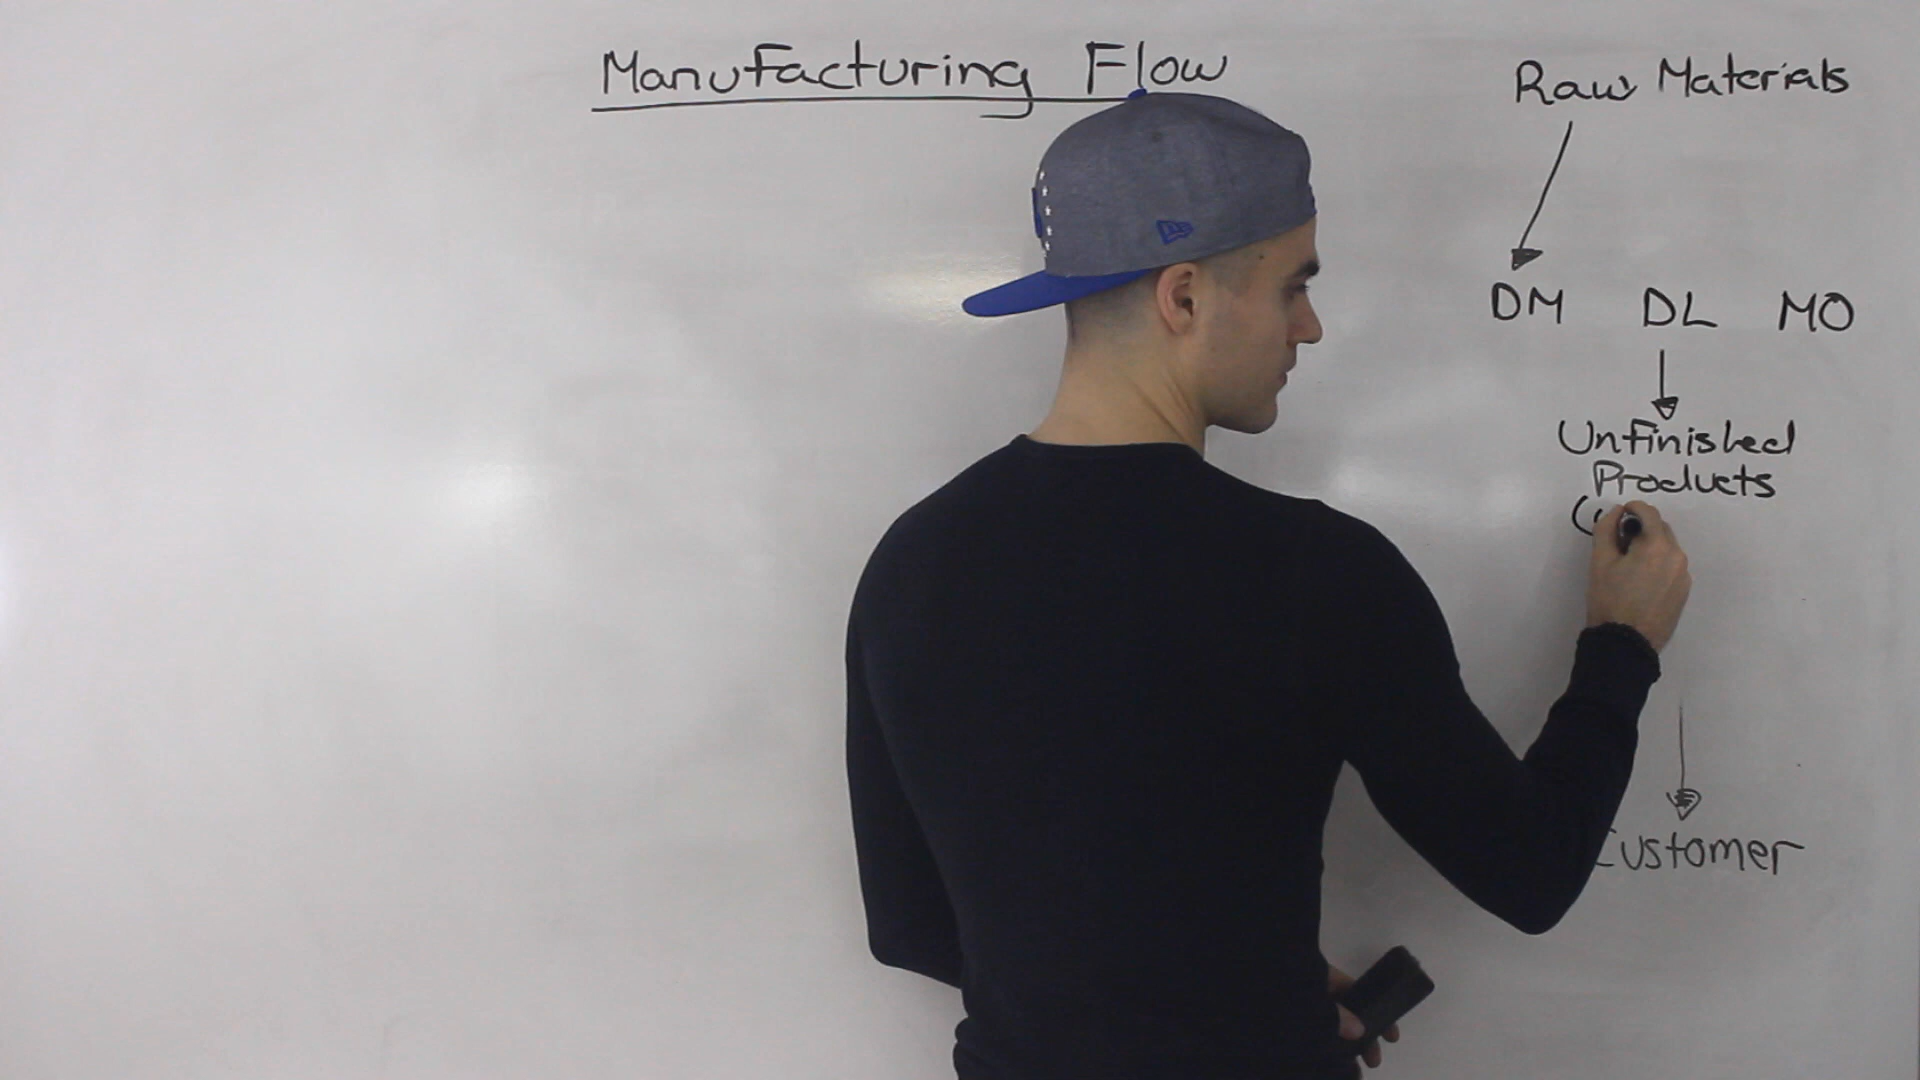 Manufacturing Flow
Raw Materials
DM DL MO
Unfinished
Products
Customer